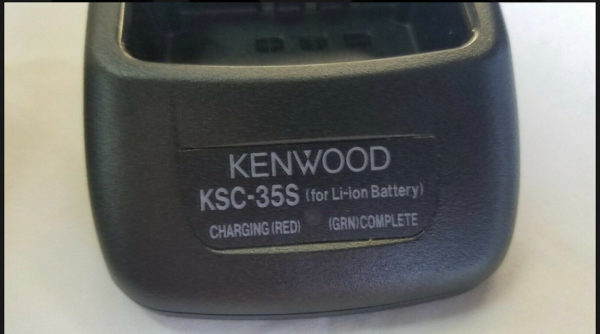 KENWOOD
KSC-35S (for Li-ion Battery)
CHARGING (RED) (GRN) COMPLETE